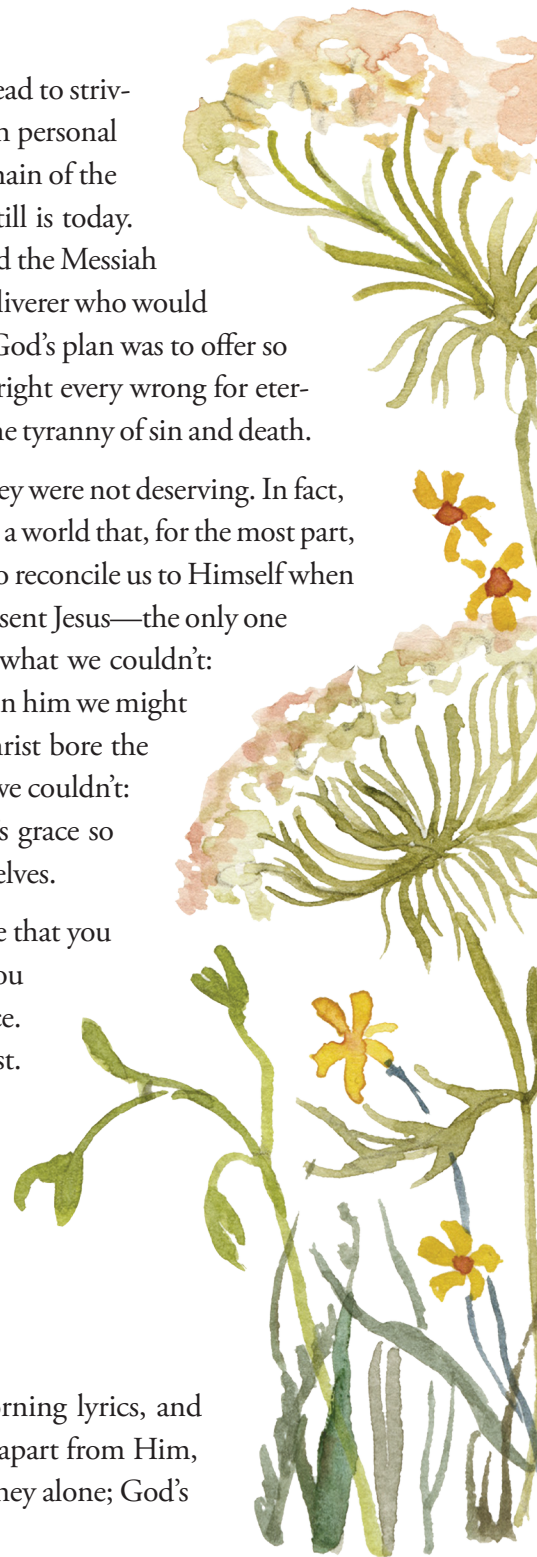 ead to striv-
n personal
main of the
till is today.
d the Messiah
liverer who would
God’s plan was to offer so
right every wrong for eter-
he tyranny of sin and death.
ey were not deserving. In fact,
a world that, for the most part,
o reconcile us to Himself when
sent Jesus—the only one
what we couldn’t:
n him we might
hrist bore the
we couldn’t:
s grace so
elves.
e that you
ou
ce.
st.
orning lyrics, and
apart from Him,
ney alone; God’s